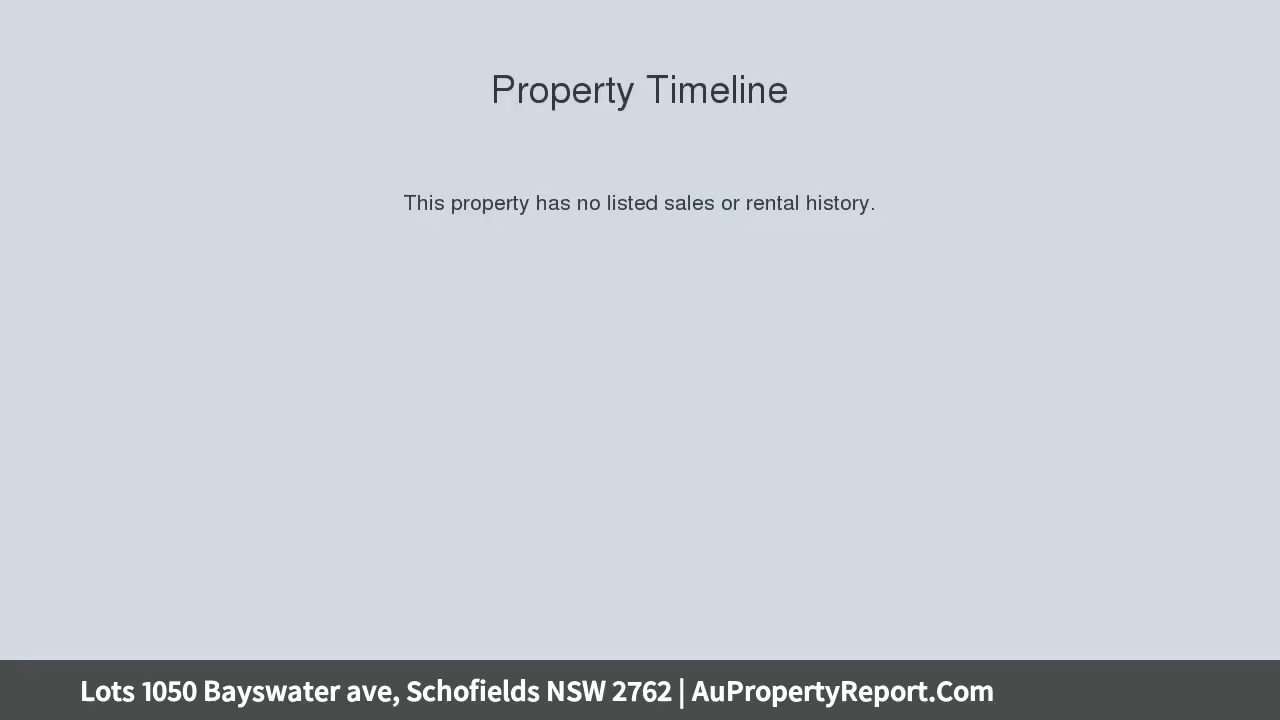 Property Timeline
This property has no listed sales or rental history.
Lots 1050 Bayswater ave, Schofields NSW 2762 | AuPropertyReport.Com